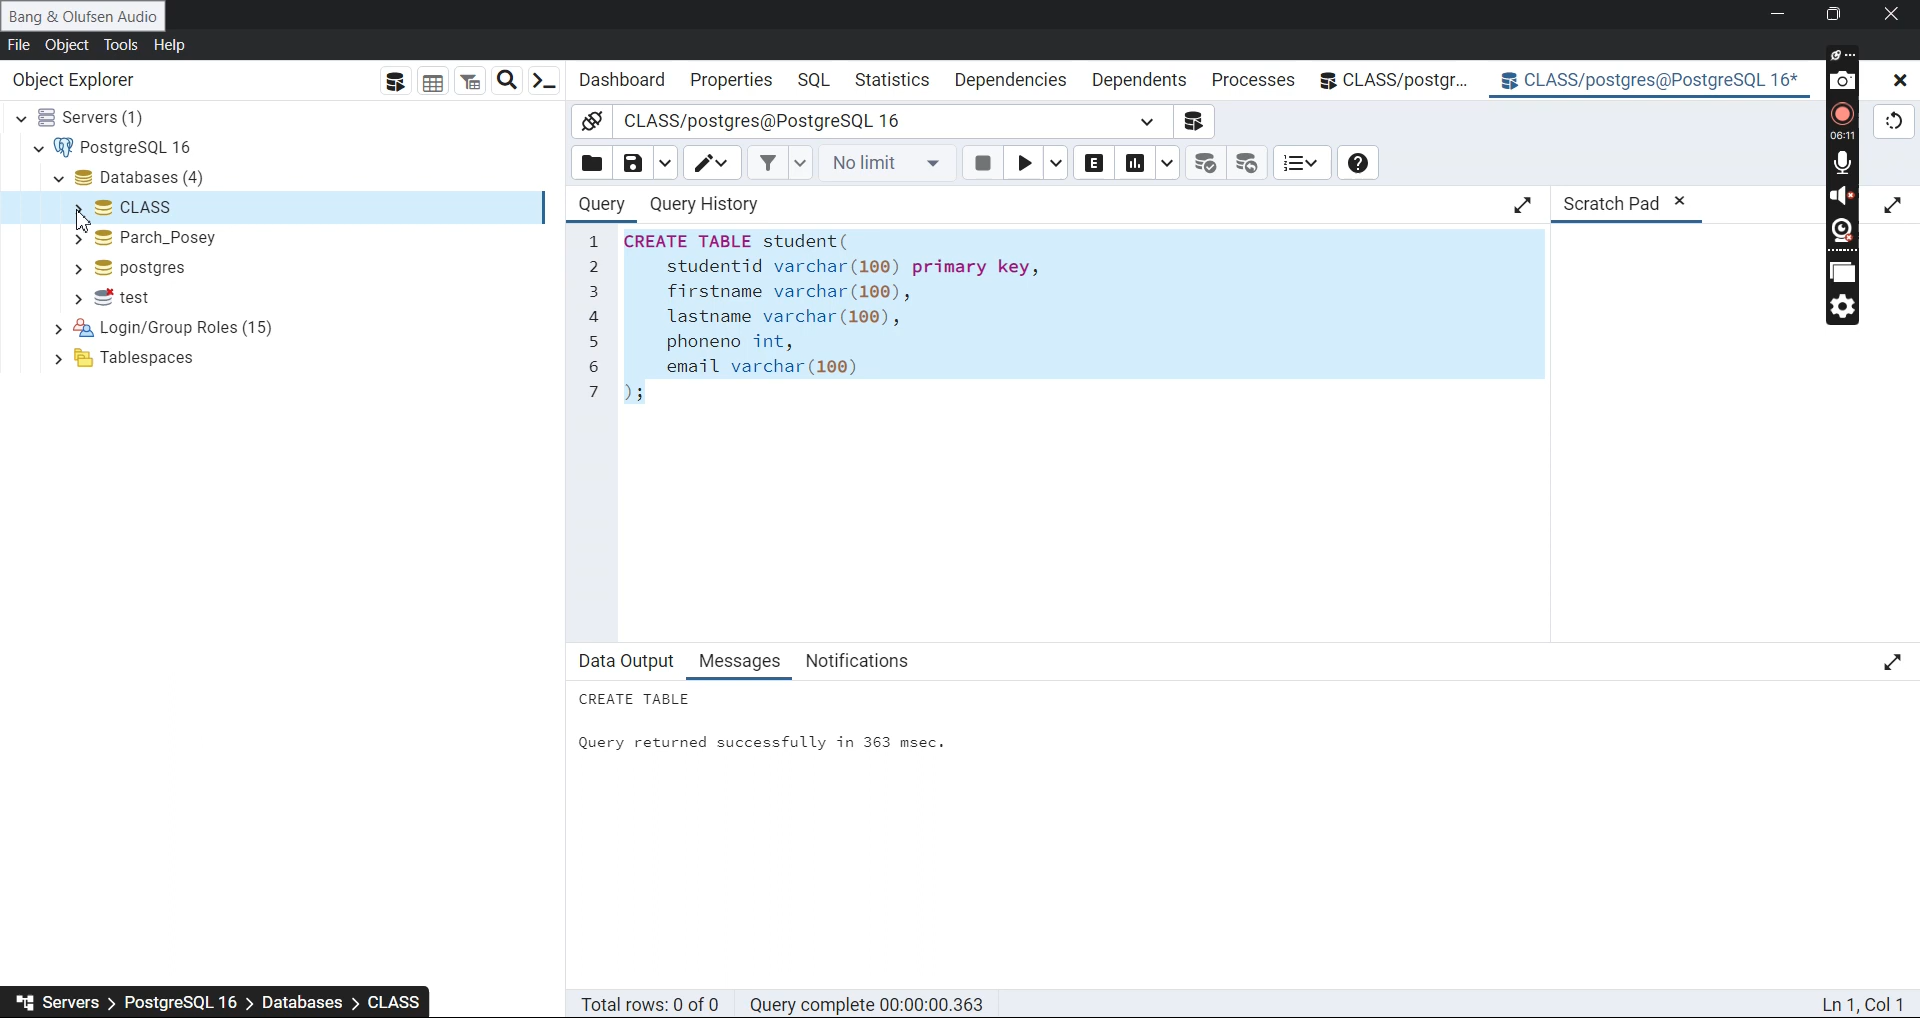 Bang & Olufsen Audio
File Object Tools Help
Object Explorer
Dashboard Properties SQL Statistics Dependencies Dependents Processes CLASS/postgr... CLASS/postgres@PostgreSQL 16*
Servers (1)
PostgreSQL 16
Databases (4)
CLASS
Parch_Posey
postgres
test
Login/Group Roles (15)
Tablespaces
CLASS/postgres@PostgreSQL 16
06:11
No limit
E
Query Query History
Scratch Pad
1 CREATE TABLE student(
2 studentid varchar(100) primary key,
3 firstname varchar(100),
4 lastname varchar(100),
5 phoneno int,
6 email varchar(100)
7 );
Data Output Messages Notifications
CREATE TABLE
Query returned successfully in 363 msec.
Servers > PostgreSQL 16 > Databases > CLASS
Total rows: 0 of 0 Query complete 00:00:00.363 Ln 1, Col 1